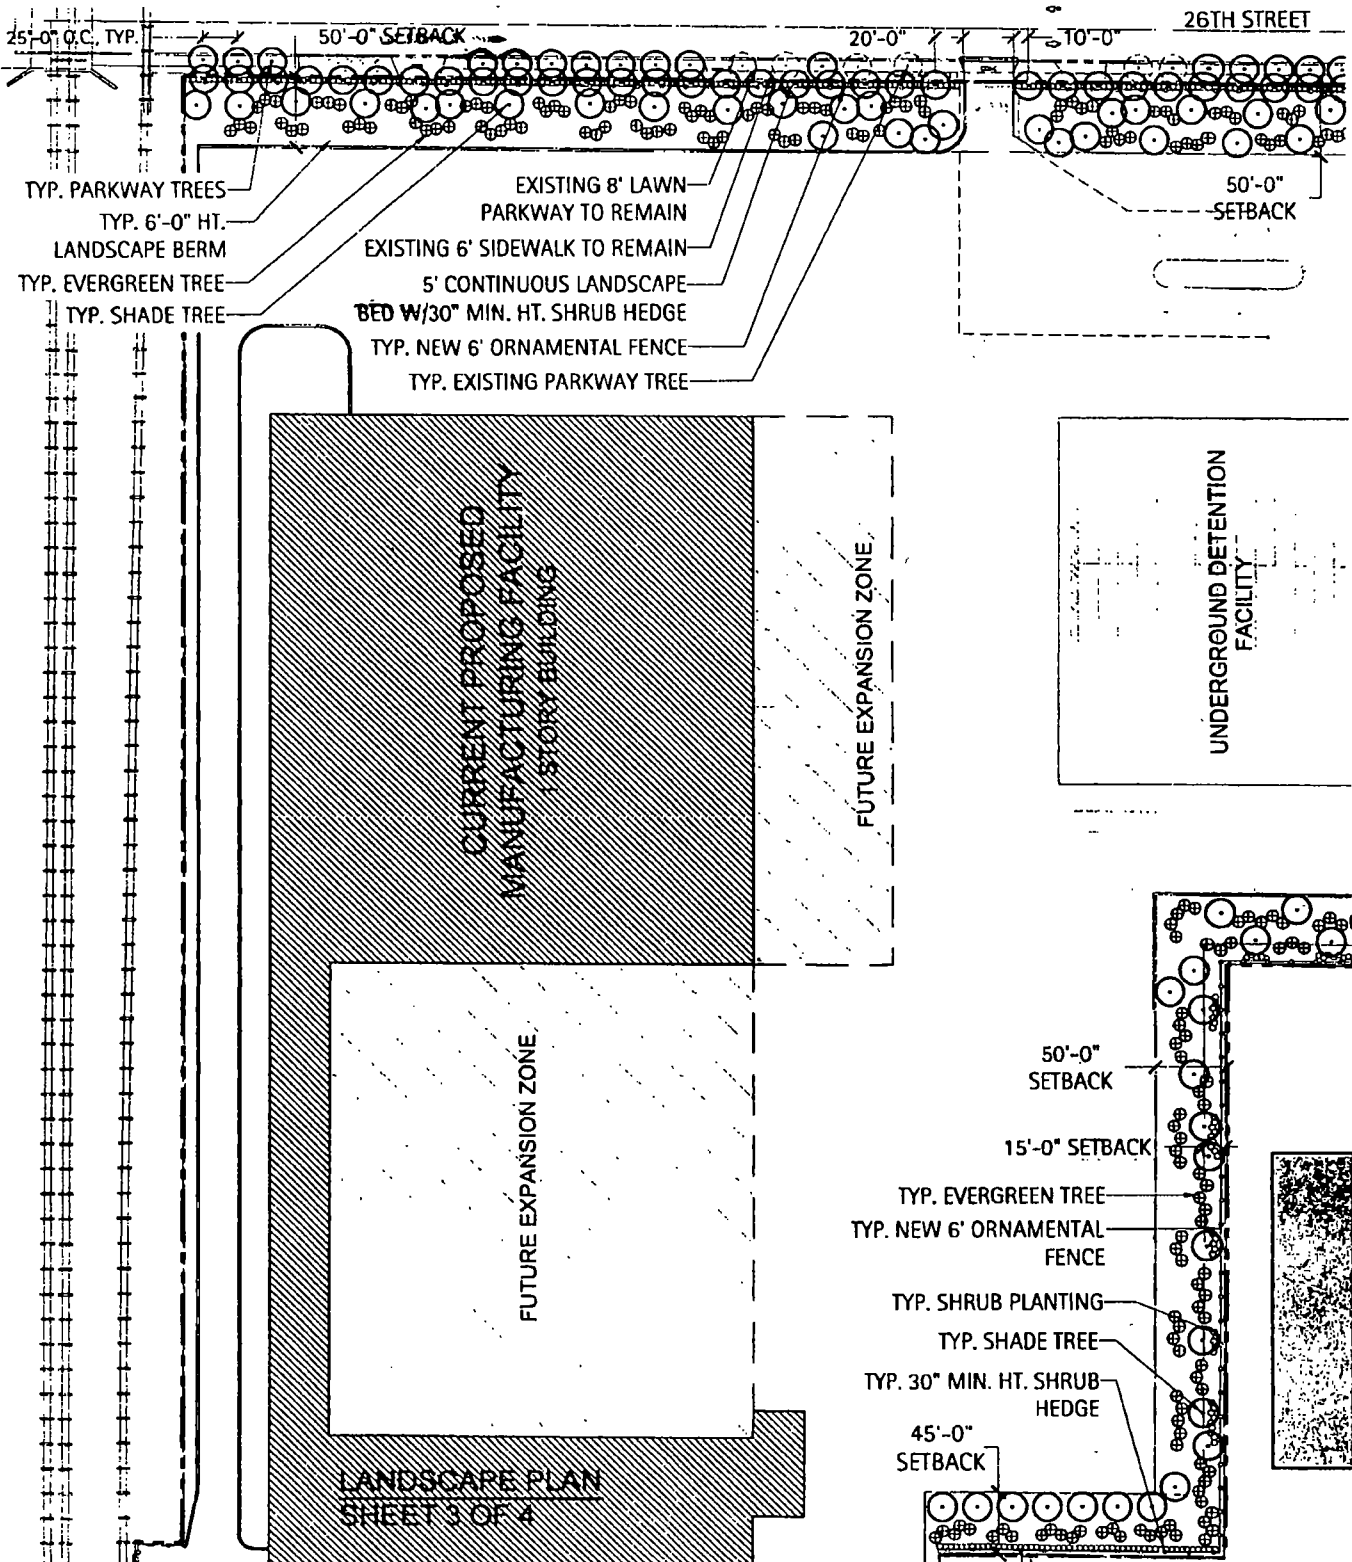 26TH STREET
25'-0" O.C., TYP.
50'-0" SETBACK
20'-0"
10'-0"
TYP. PARKWAY TREES
TYP. 6'-0" HT.
LANDSCAPE BERM
TYP. EVERGREEN TREE
TYP. SHADE TREE
EXISTING 8' LAWN
PARKWAY TO REMAIN
EXISTING 6' SIDEWALK TO REMAIN
5' CONTINUOUS LANDSCAPE
BED W/30" MIN. HT. SHRUB HEDGE
TYP. NEW 6' ORNAMENTAL FENCE
TYP. EXISTING PARKWAY TREE
50'-0"
SETBACK
CURRENT PROPOSED
MANUFACTURING FACILITY
1 STORY BUILDING
FUTURE EXPANSION ZONE
UNDERGROUND DETENTION
FACILITY
FUTURE EXPANSION ZONE
50'-0"
SETBACK
15'-0" SETBACK
TYP. EVERGREEN TREE
TYP. NEW 6' ORNAMENTAL
FENCE
TYP. SHRUB PLANTING
TYP. SHADE TREE
TYP. 30" MIN. HT. SHRUB
HEDGE
45'-0"
SETBACK
LANDSCAPE PLAN
SHEET 3 OF 4